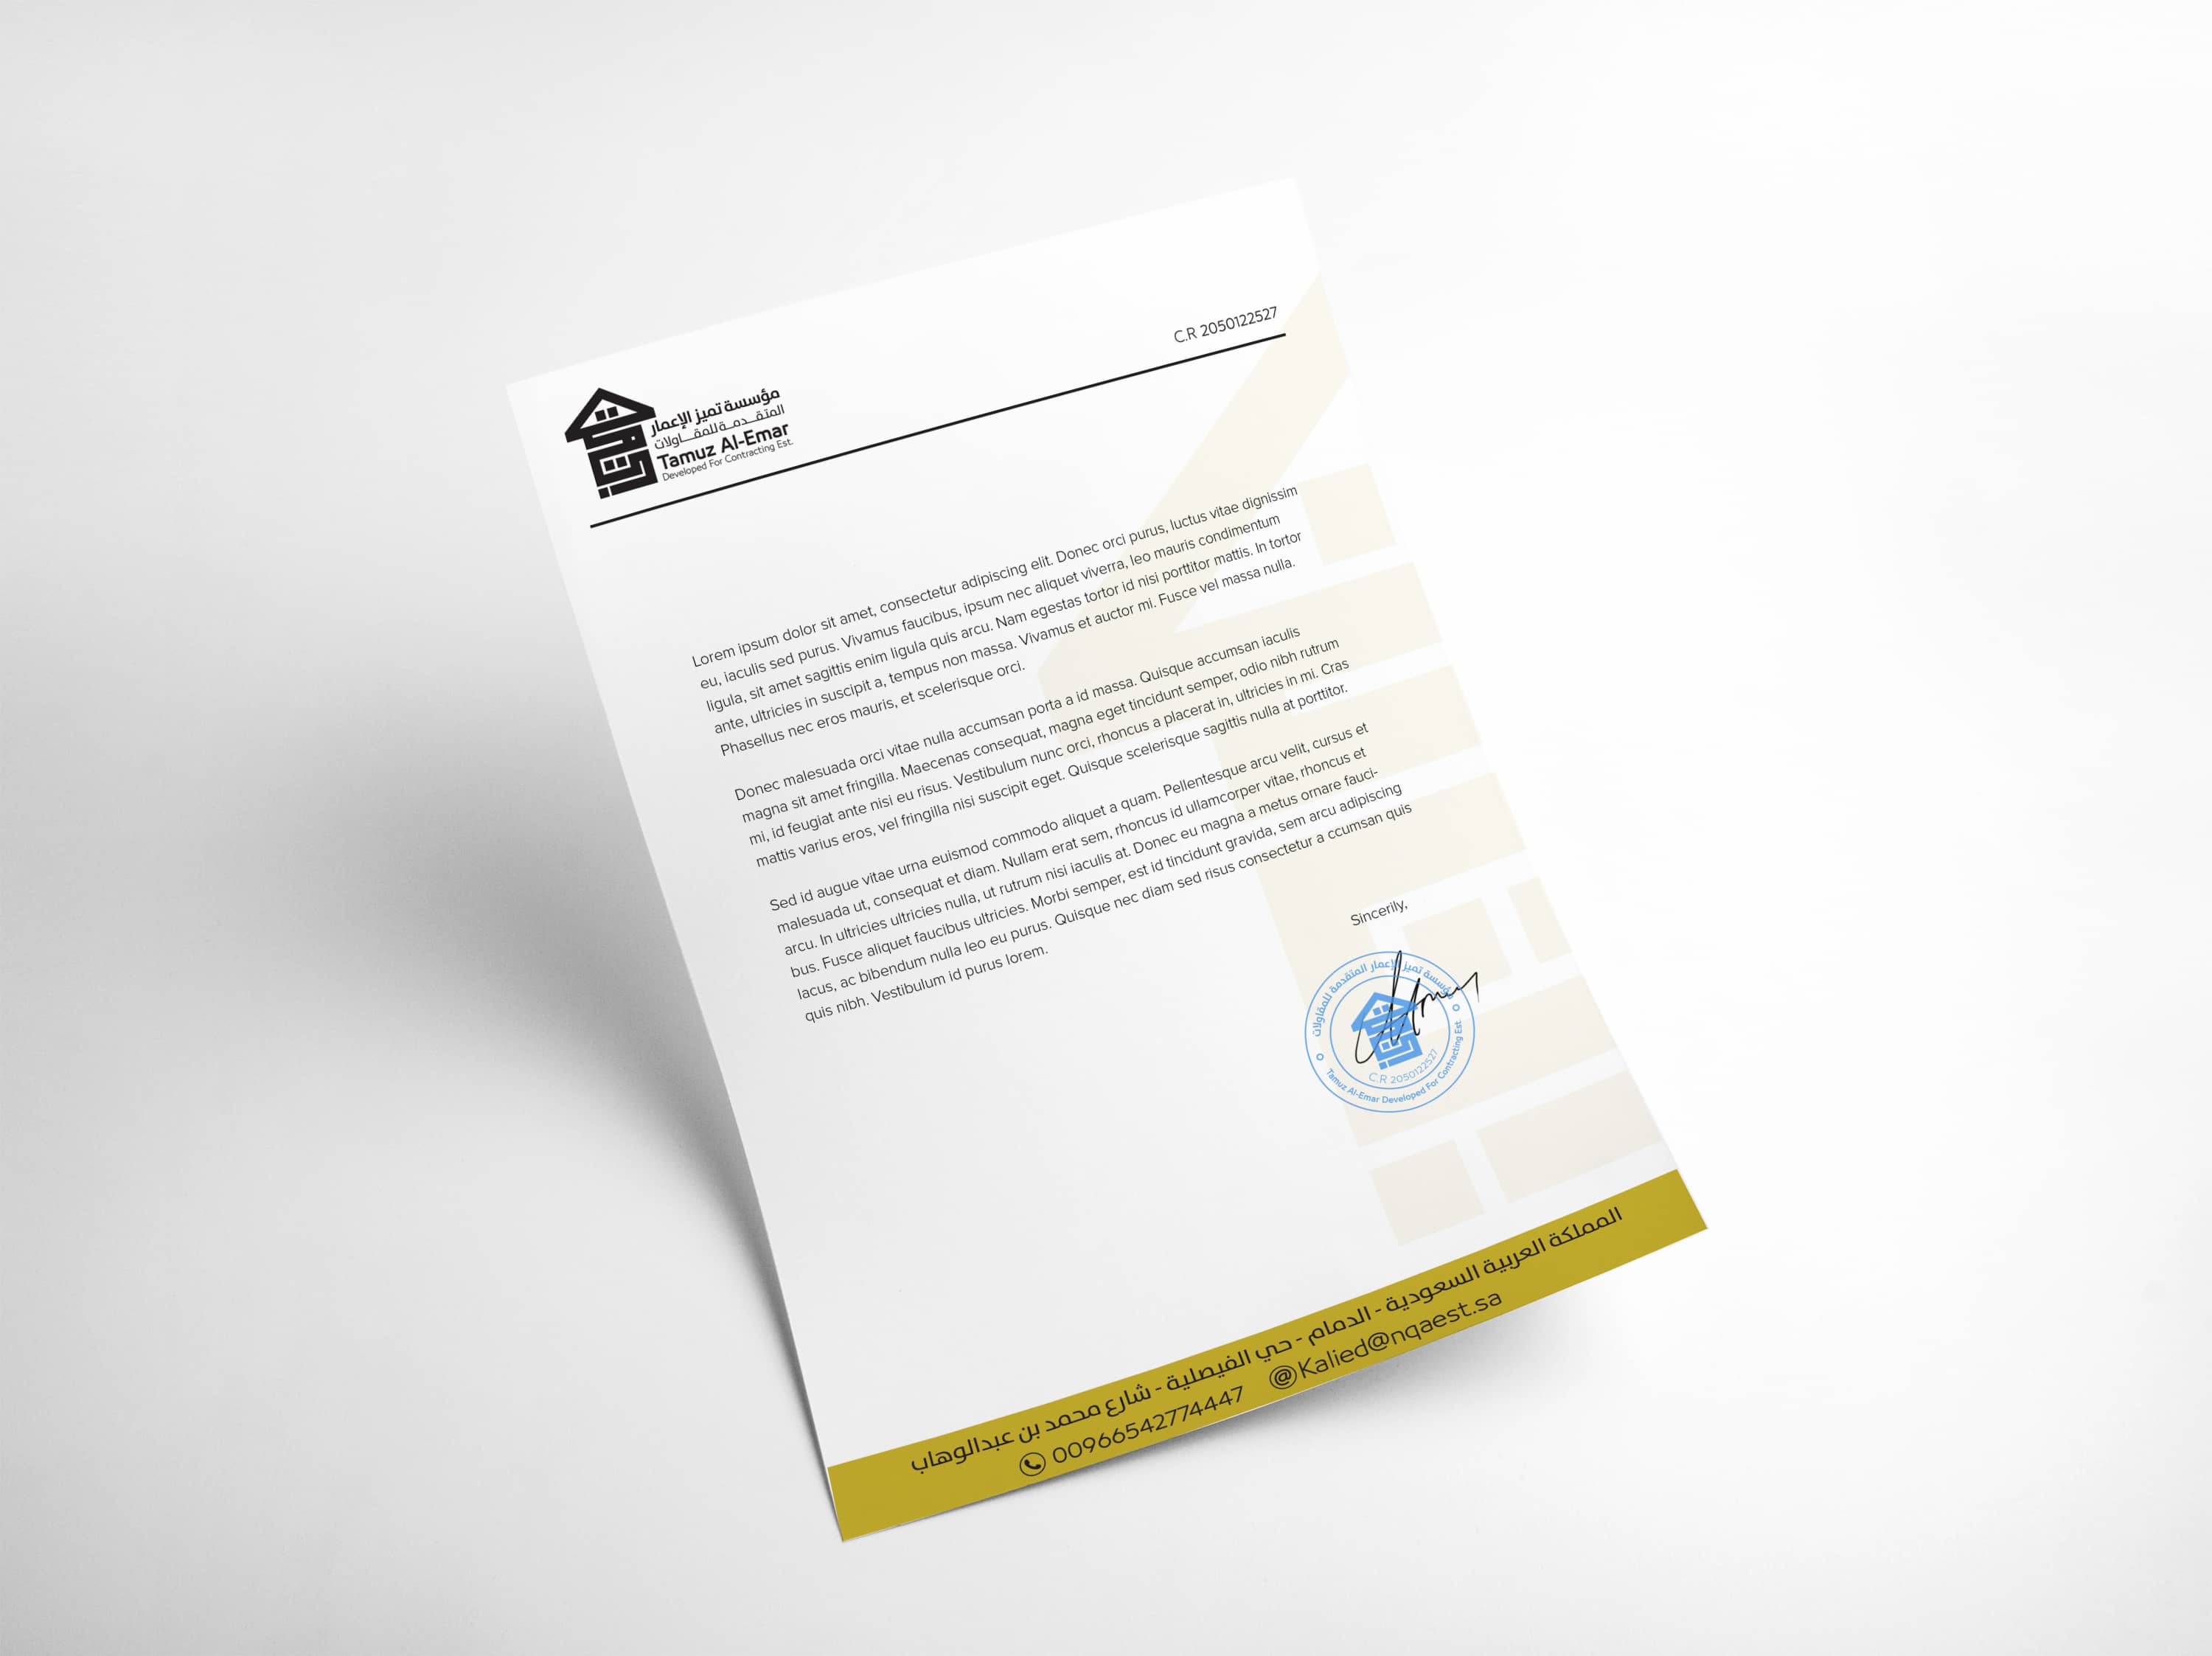 C.R 2050122527
مؤسسة تميز الإعمار
المتقدمة للمقاولات
Tamuz Al-Emar
Developed For Contracting Est.
Lorem ipsum dolor sit amet, consectetur adipiscing elit. Donec orci purus, luctus vitae dignissim
eu, iaculis sed purus. Vivamus faucibus, ipsum nec aliquet viverra, leo mauris condimentum
ligula, sit amet sagittis enim ligula quis arcu. Nam egestas tortor id nisi porttitor mattis. In tortor
ante, ultricies in suscipit a, tempus non massa. Vivamus et auctor mi. Fusce vel massa nulla.
Phasellus nec eros mauris, et scelerisque orci.
Donec malesuada orci vitae nulla accumsan porta a id massa. Quisque accumsan iaculis
magna sit amet fringilla. Maecenas consequat, magna eget tincidunt semper, odio nibh rutrum
mi, id feugiat ante nisi eu risus. Vestibulum nunc orci, rhoncus a placerat in, ultricies in mi. Cras
mattis varius eros, vel fringilla nisi suscipit eget. Quisque scelerisque sagittis nulla at porttitor.
Sed id augue vitae urna euismod commodo aliquet a quam. Pellentesque arcu velit, cursus et
malesuada ut, consequat et diam. Nullam erat sem, rhoncus id ullamcorper vitae, rhoncus et
arcu. In ultricies ultricies nulla, ut rutrum nisi iaculis at. Donec eu magna a metus ornare fauci-
bus. Fusce aliquet faucibus ultricies. Morbi semper, est id tincidunt gravida, sem arcu adipiscing
lacus, ac bibendum nulla leo eu purus. Quisque nec diam sed risus consectetur a ccumsan quis
quis nibh. Vestibulum id purus lorem.
Sincerily,
مؤسسة تميز الإعمار المتقدمة للمقاولات
C.R 2050122527
Tamuz Al-Emar Developed For Contracting Est
المملكة العربية السعودية - الدمام - حي الفيصلية - شارع محمد بن عبدالوهاب
00966542774447 @Kalied@nqaest.sa